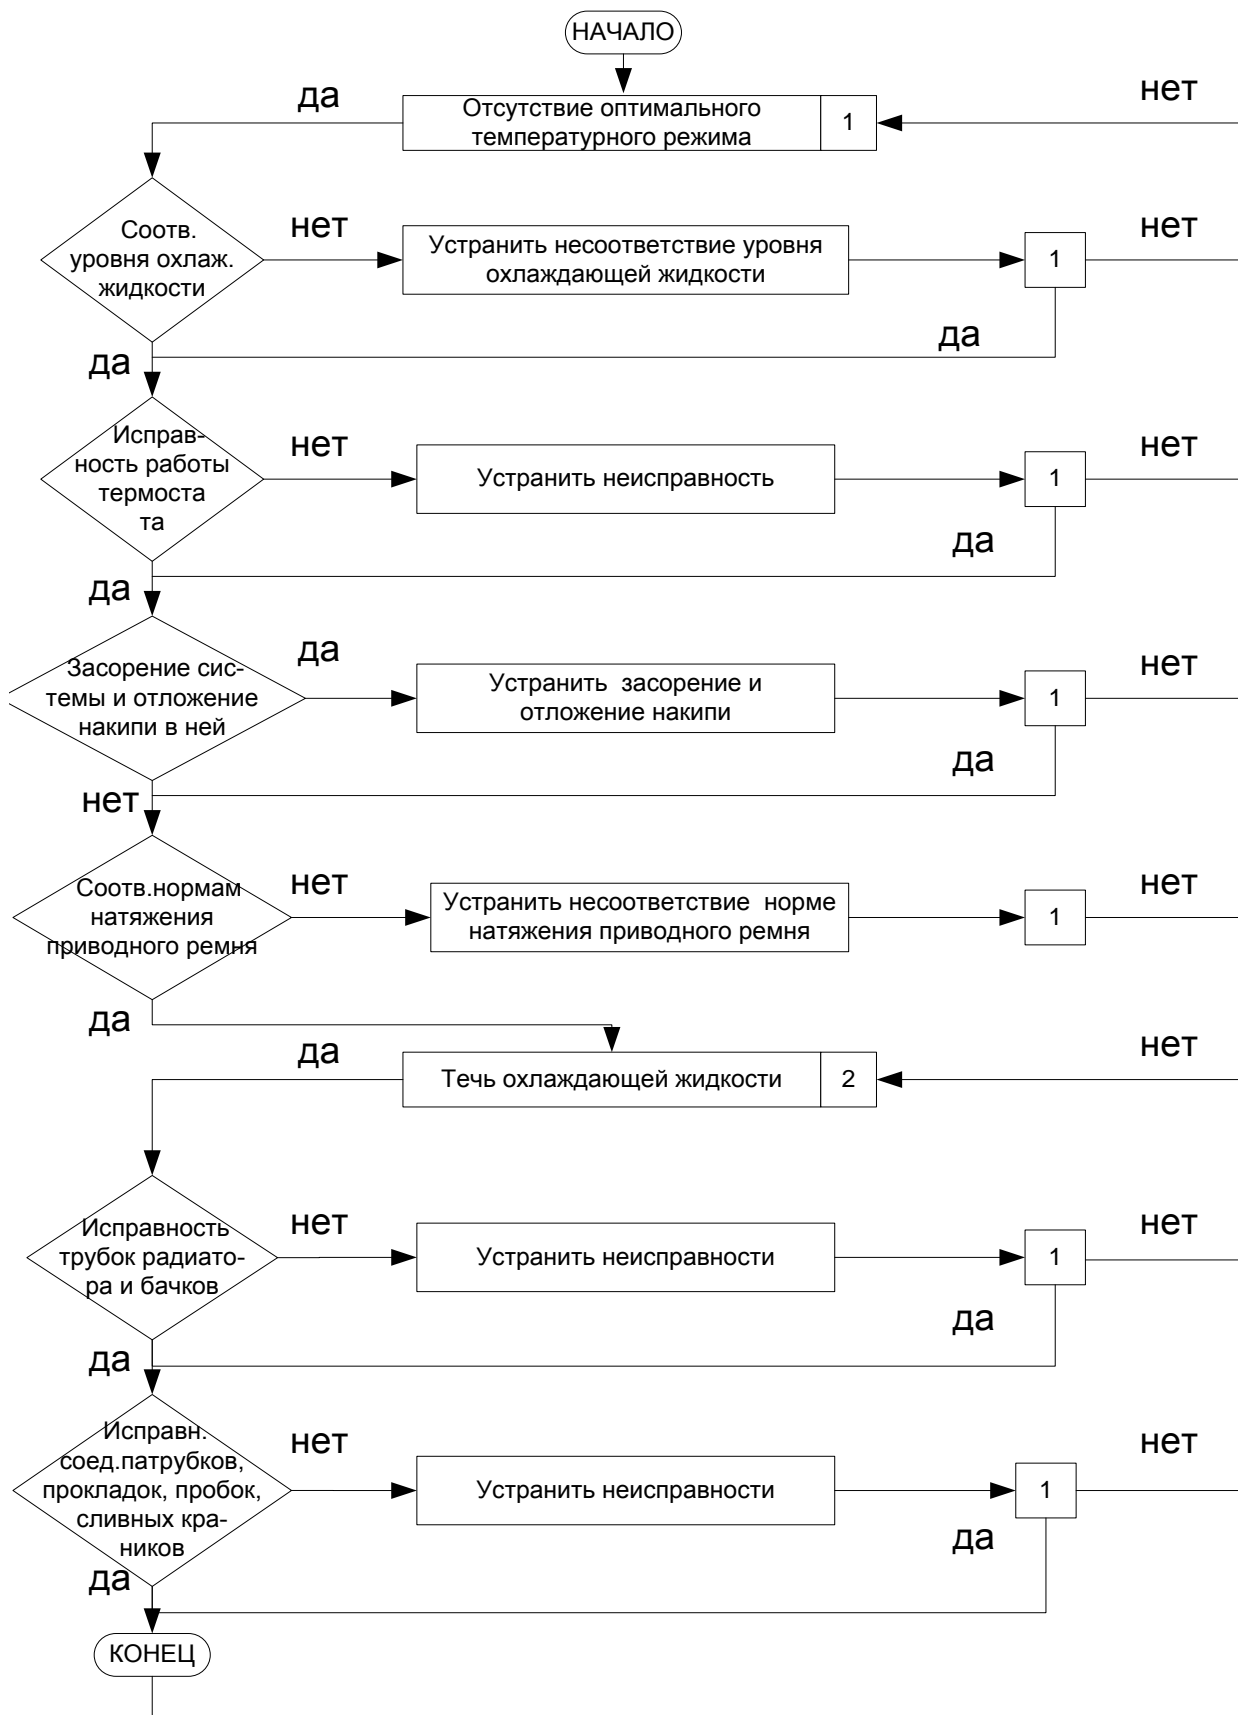 НАЧАЛО
да
нет
Отсутствие оптимального
температурного режима
1
Соотв.
уровня охлаж.
жидкости
нет
Устранить несоответствие уровня
охлаждающей жидкости
1
нет
да
да
Исправ-
ность работы
термоста
та
нет
Устранить неисправность
1
нет
да
да
Засорение сис-
темы и отложение
накипи в ней
да
Устранить  засорение и
отложение накипи
1
нет
да
нет
Соотв.нормам
натяжения
приводного ремня
нет
Устранить несоответствие  норме
натяжения приводного ремня
1
нет
да
да
Течь охлаждающей жидкости
2
нет
Исправность
трубок радиато-
ра и бачков
нет
Устранить неисправности
1
нет
да
да
Исправн.
соед.патрубков,
прокладок, пробок,
сливных кра-
ников
нет
Устранить неисправности
1
нет
да
да
КОНЕЦ